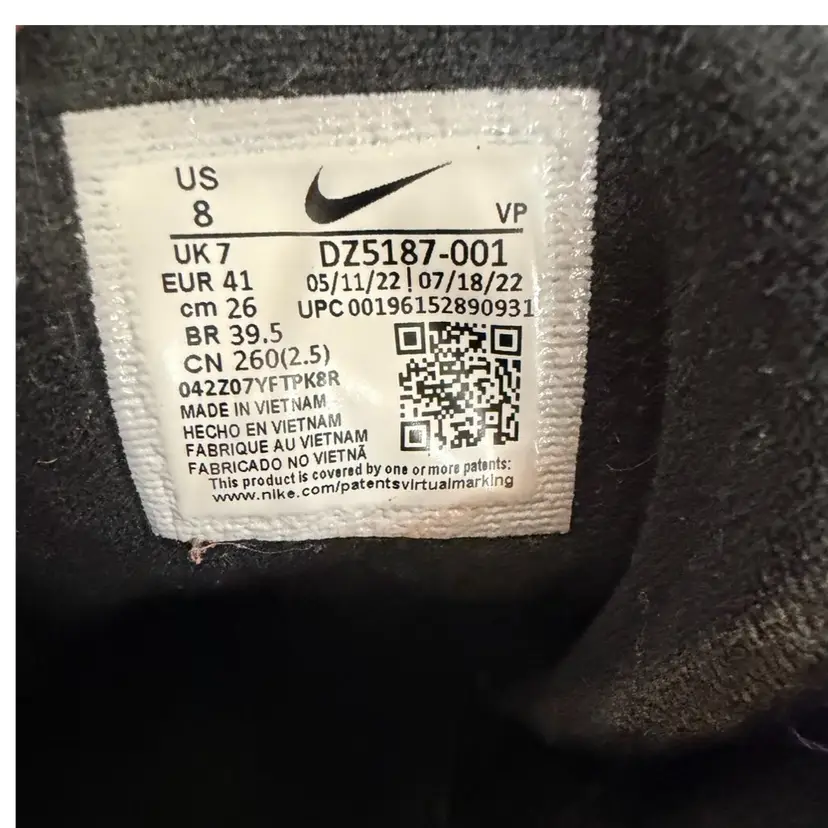 US
8
VP
UK 7 DZ5187-001
EUR 41 05/11/22 | 07/18/22
cm 26 UPC 00196152890931
BR 39.5
CN 260(2.5)
042Z07YFTPK8R
MADE IN VIETNAM
HECHO EN VIETNAM
FABRIQUE AU VIETNAM
FABRICADO NO VIETNÃ
This product is covered by one or more patents:
www.nike.com/patentsvirtualmarking